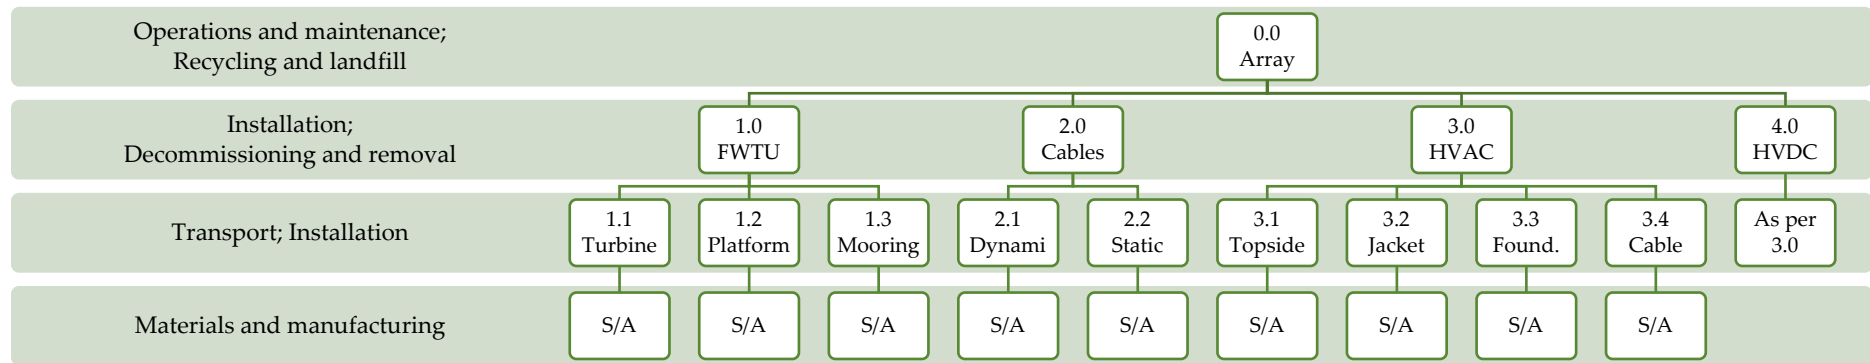 Operations and maintenance;
Recycling and landfill
0.0
Array
Installation;
Decommissioning and removal
1.0
FWTU
2.0
Cables
3.0
HVAC
4.0
HVDC
Transport; Installation
1.1
Turbine
1.2
Platform
1.3
Mooring
2.1
Dynami
2.2
Static
3.1
Topside
3.2
Jacket
3.3
Found.
3.4
Cable
As per
3.0
Materials and manufacturing
S/A
S/A
S/A
S/A
S/A
S/A
S/A
S/A
S/A